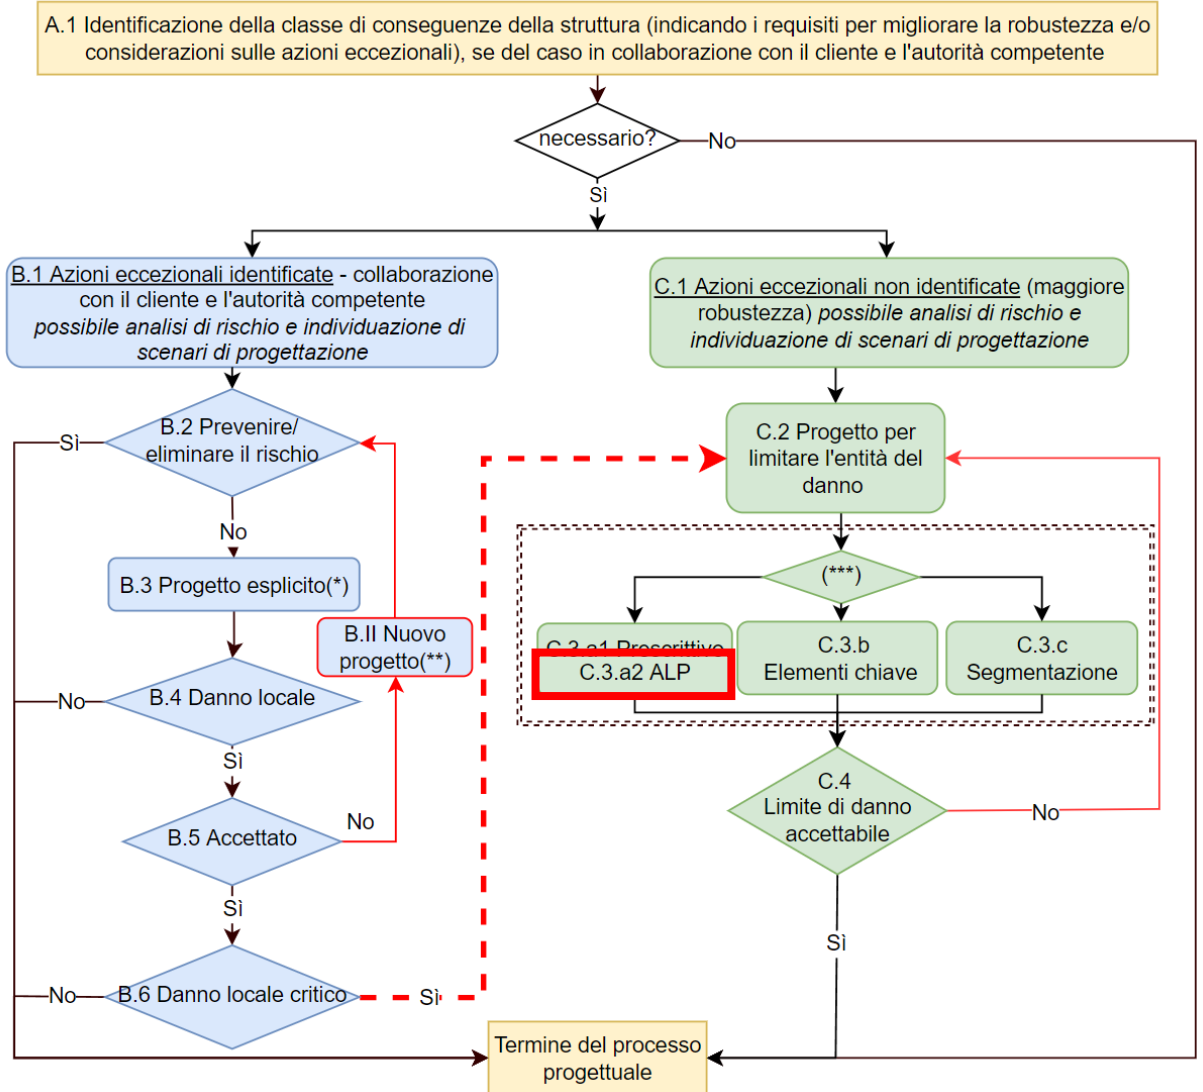 A.1 Identificazione della classe di conseguenze della struttura (indicando i requisiti per migliorare la robustezza e/o
considerazioni sulle azioni eccezionali), se del caso in collaborazione con il cliente e l'autorità competente
necessario?
No
Sì
B.1 Azioni eccezionali identificate - collaborazione
con il cliente e l'autorità competente
possibile analisi di rischio e individuazione di
scenari di progettazione
C.1 Azioni eccezionali non identificate (maggiore
robustezza) possibile analisi di rischio e
individuazione di scenari di progettazione
B.2 Prevenire/
eliminare il rischio
Sì
No
B.3 Progetto esplicito(*)
B.II Nuovo
progetto(**)
B.4 Danno locale
No
Sì
B.5 Accettato
No
Sì
B.6 Danno locale critico
No
Sì
C.2 Progetto per
limitare l'entità del
danno
(***)
C.3.a1 Prescrittivo
C.3.a2 ALP
C.3.b
Elementi chiave
C.3.c
Segmentazione
C.4
Limite di danno
accettabile
No
Sì
Termine del processo
progettuale